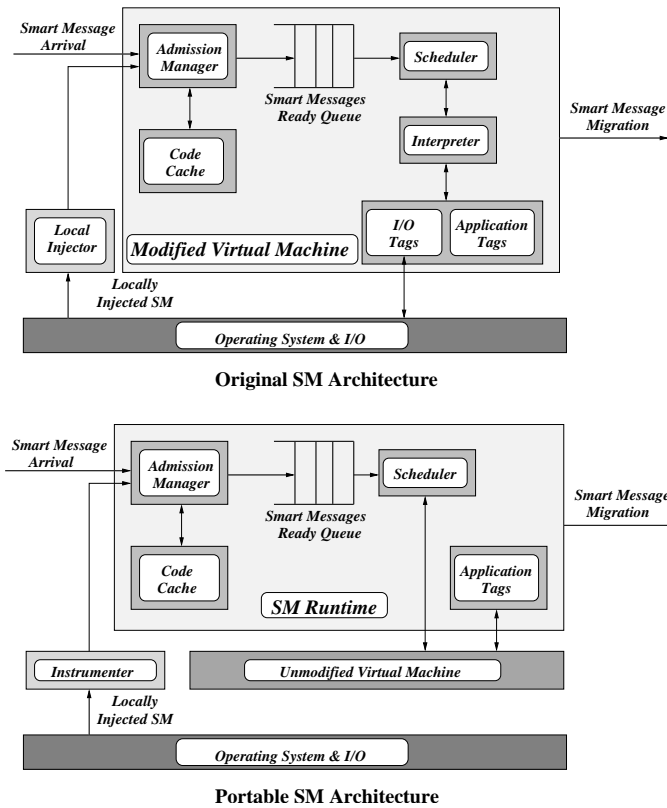 Smart Message
Arrival
Admission
Manager
Smart Messages
Ready Queue
Scheduler
Smart Message
Migration
Code
Cache
Interpreter
Local
Injector
Modified Virtual Machine
I/O
Tags
Application
Tags
Locally
Injected SM
Operating System & I/O
Original SM Architecture
Smart Message
Arrival
Admission
Manager
Smart Messages
Ready Queue
Scheduler
Smart Message
Migration
Code
Cache
SM Runtime
Application
Tags
Instrumenter
Unmodified Virtual Machine
Locally
Injected SM
Operating System & I/O
Portable SM Architecture